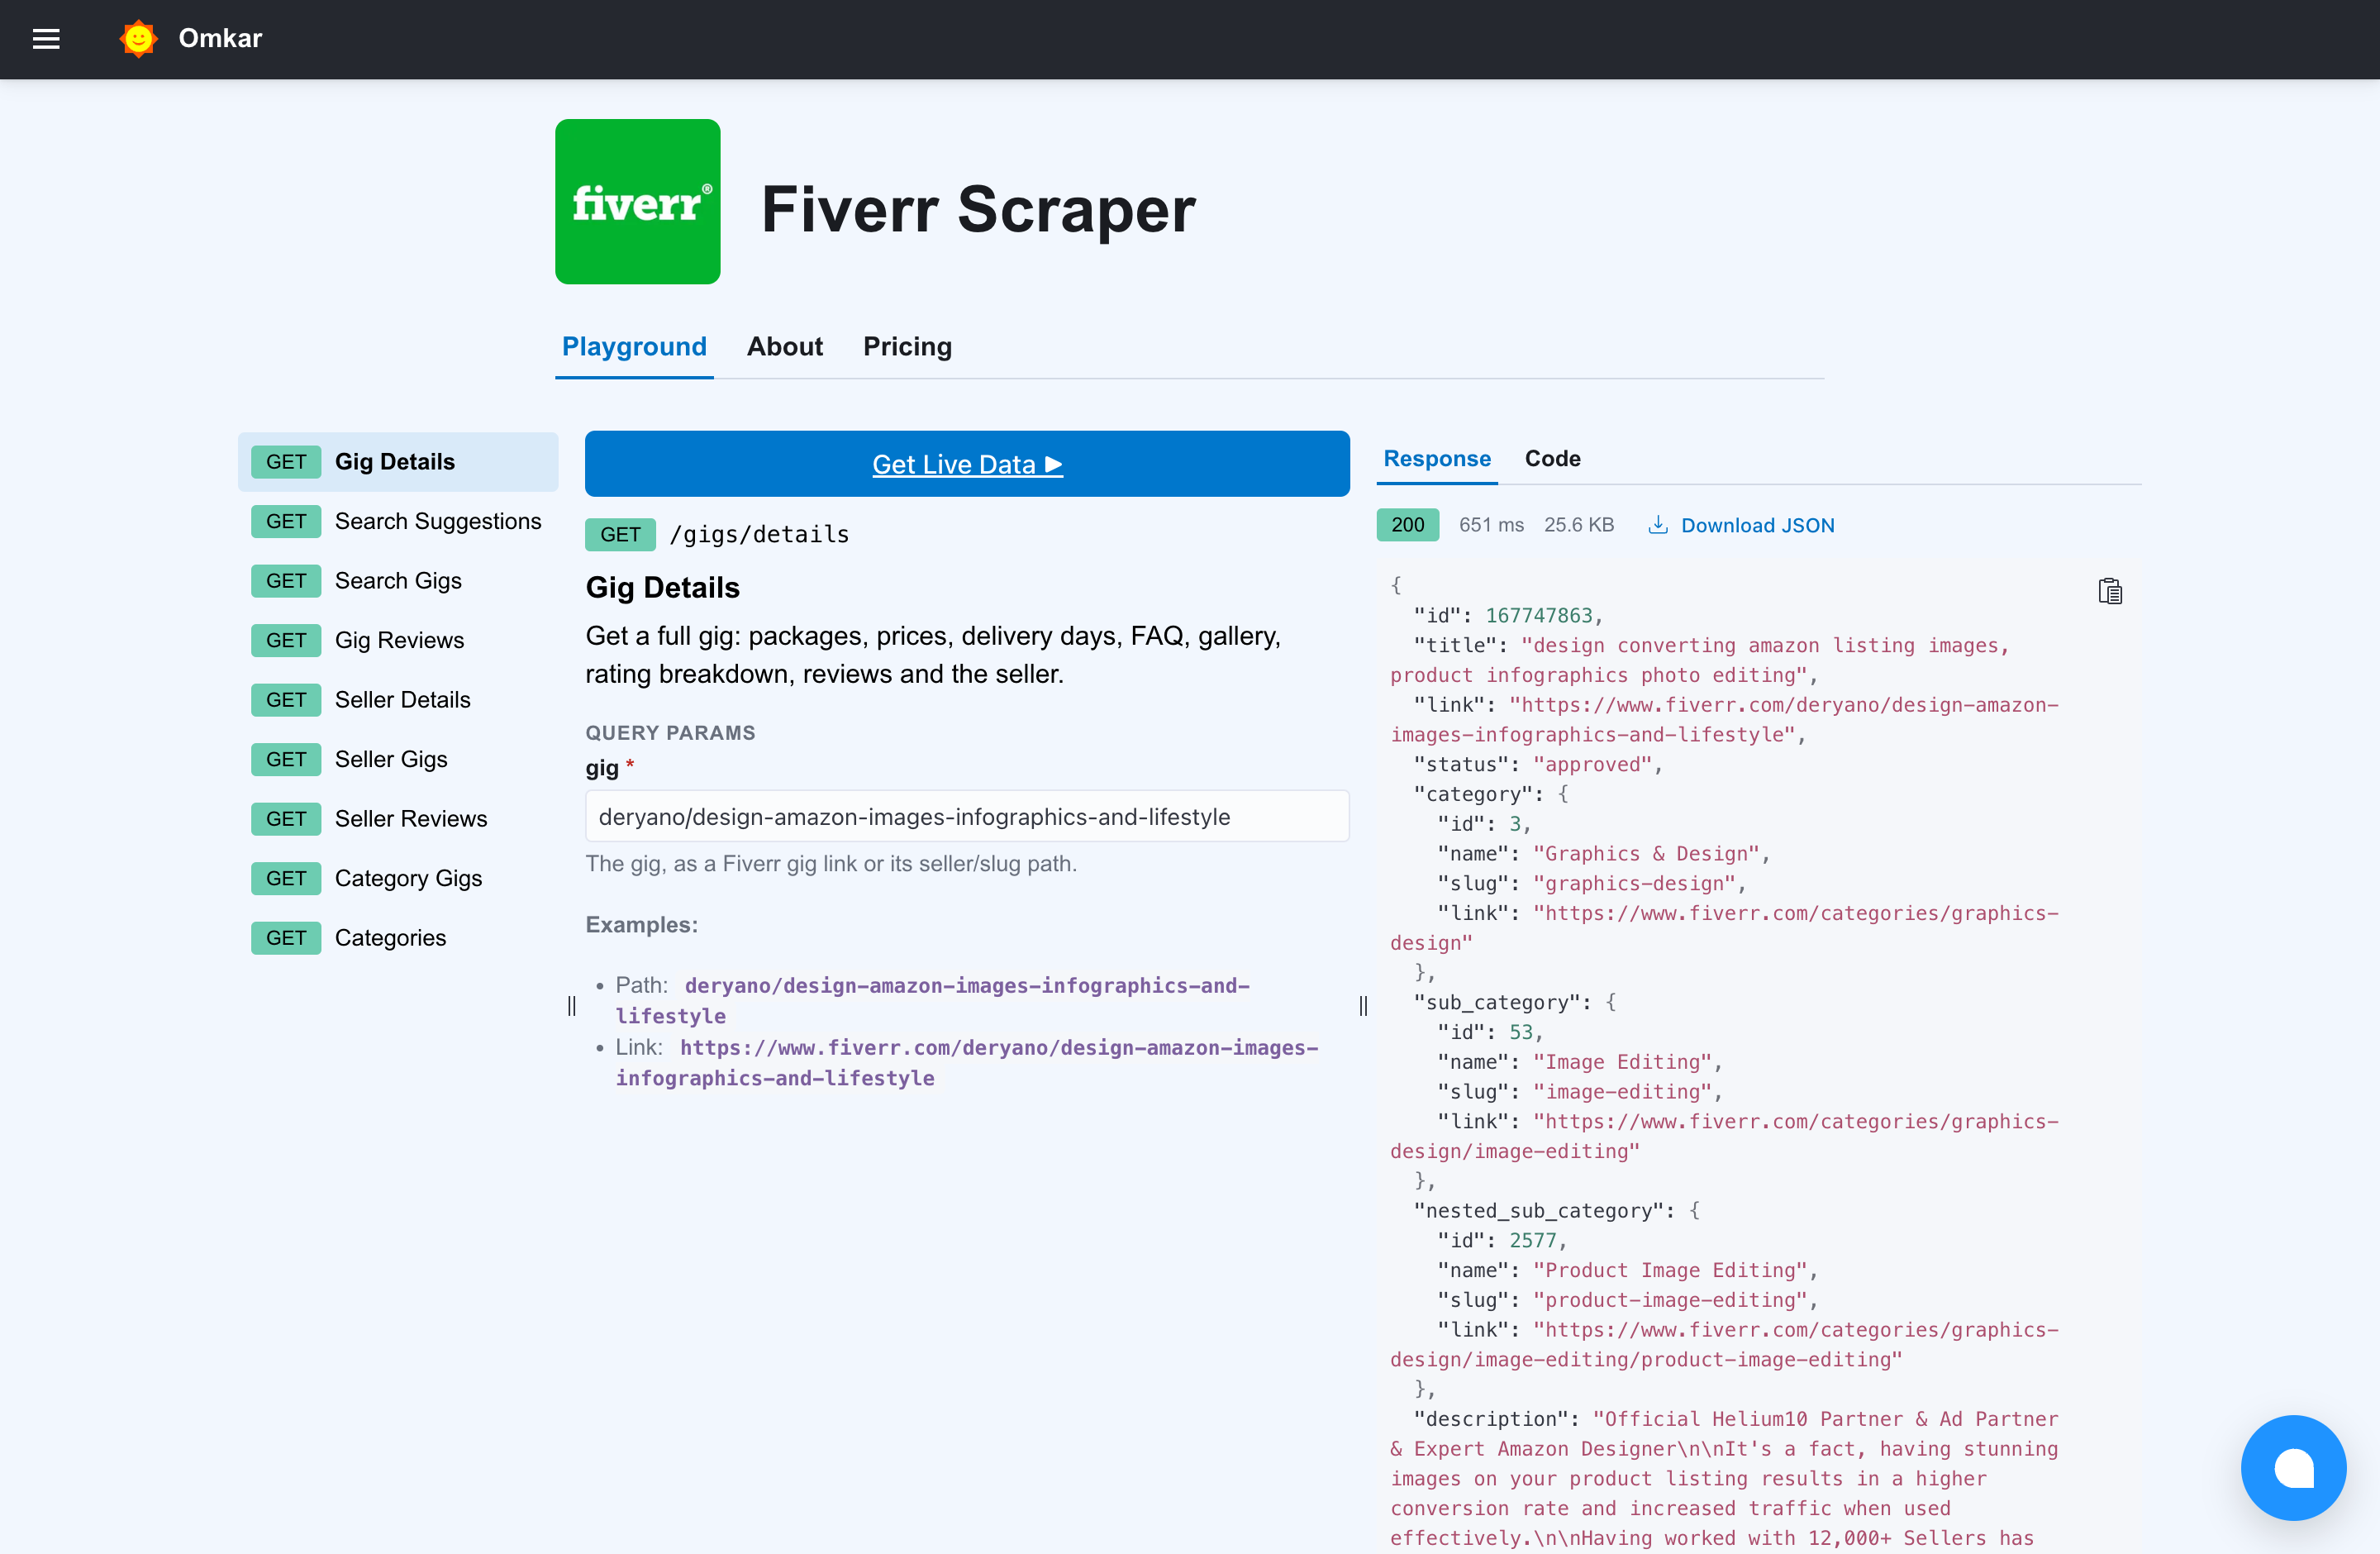 Omkar
fiverr®
Fiverr Scraper
Playground
About
Pricing
GET Gig Details
GET Search Suggestions
GET Search Gigs
GET Gig Reviews
GET Seller Details
GET Seller Gigs
GET Seller Reviews
GET Category Gigs
GET Categories
Get Live Data ▶
GET /gigs/details
Gig Details
Get a full gig: packages, prices, delivery days, FAQ, gallery,
rating breakdown, reviews and the seller.
QUERY PARAMS
gig *
deryano/design-amazon-images-infographics-and-lifestyle
The gig, as a Fiverr gig link or its seller/slug path.
Examples:
• Path: deryano/design-amazon-images-infographics-and-
lifestyle
• Link: https://www.fiverr.com/deryano/design-amazon-images-
infographics-and-lifestyle
Response
Code
200 651 ms 25.6 KB Download JSON
{
"id": 167747863,
"title": "design converting amazon listing images,
product infographics photo editing",
"link": "https://www.fiverr.com/deryano/design-amazon-
images-infographics-and-lifestyle",
"status": "approved",
"category": {
"id": 3,
"name": "Graphics & Design",
"slug": "graphics-design",
"link": "https://www.fiverr.com/categories/graphics-
design"
},
"sub_category": {
"id": 53,
"name": "Image Editing",
"slug": "image-editing",
"link": "https://www.fiverr.com/categories/graphics-
design/image-editing"
},
"nested_sub_category": {
"id": 2577,
"name": "Product Image Editing",
"slug": "product-image-editing",
"link": "https://www.fiverr.com/categories/graphics-
design/image-editing/product-image-editing"
},
"description": "Official Helium10 Partner & Ad Partner
& Expert Amazon Designer\n\nIt's a fact, having stunning
images on your product listing results in a higher
conversion rate and increased traffic when used
effectively.\n\nHaving worked with 12,000+ Sellers has